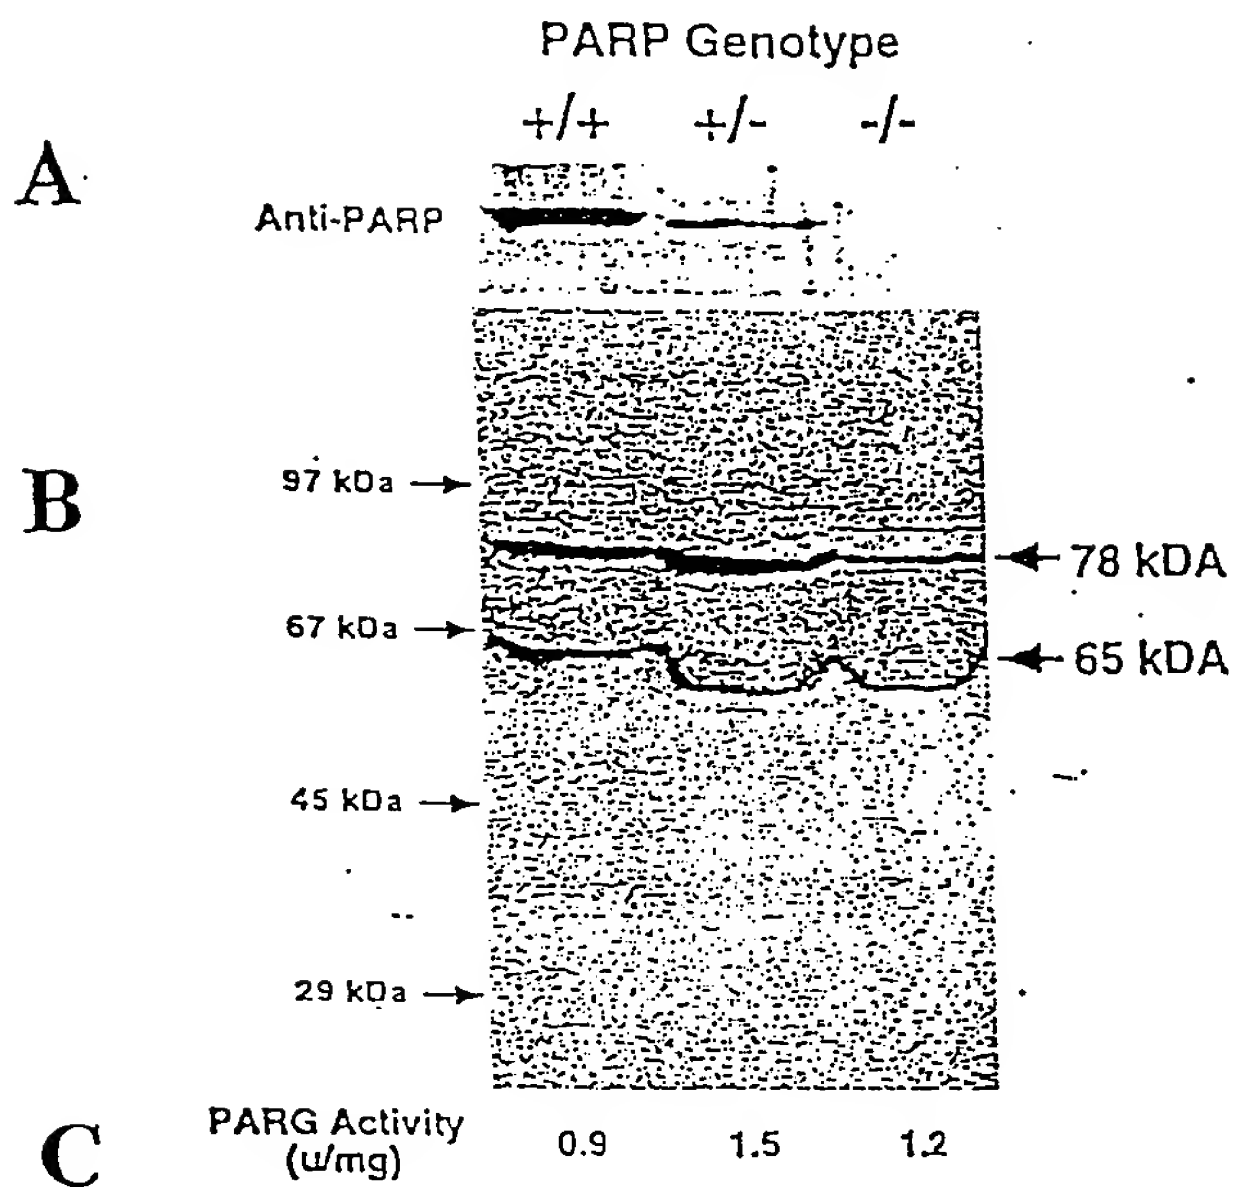 PARP Genotype
+/+ +/- -/-
A
Anti-PARP
B
97 kDa
78 kDA
67 kDa
65 kDA
45 kDa
29 kDa
C
PARG Activity
(u/mg)
0.9 1.5 1.2